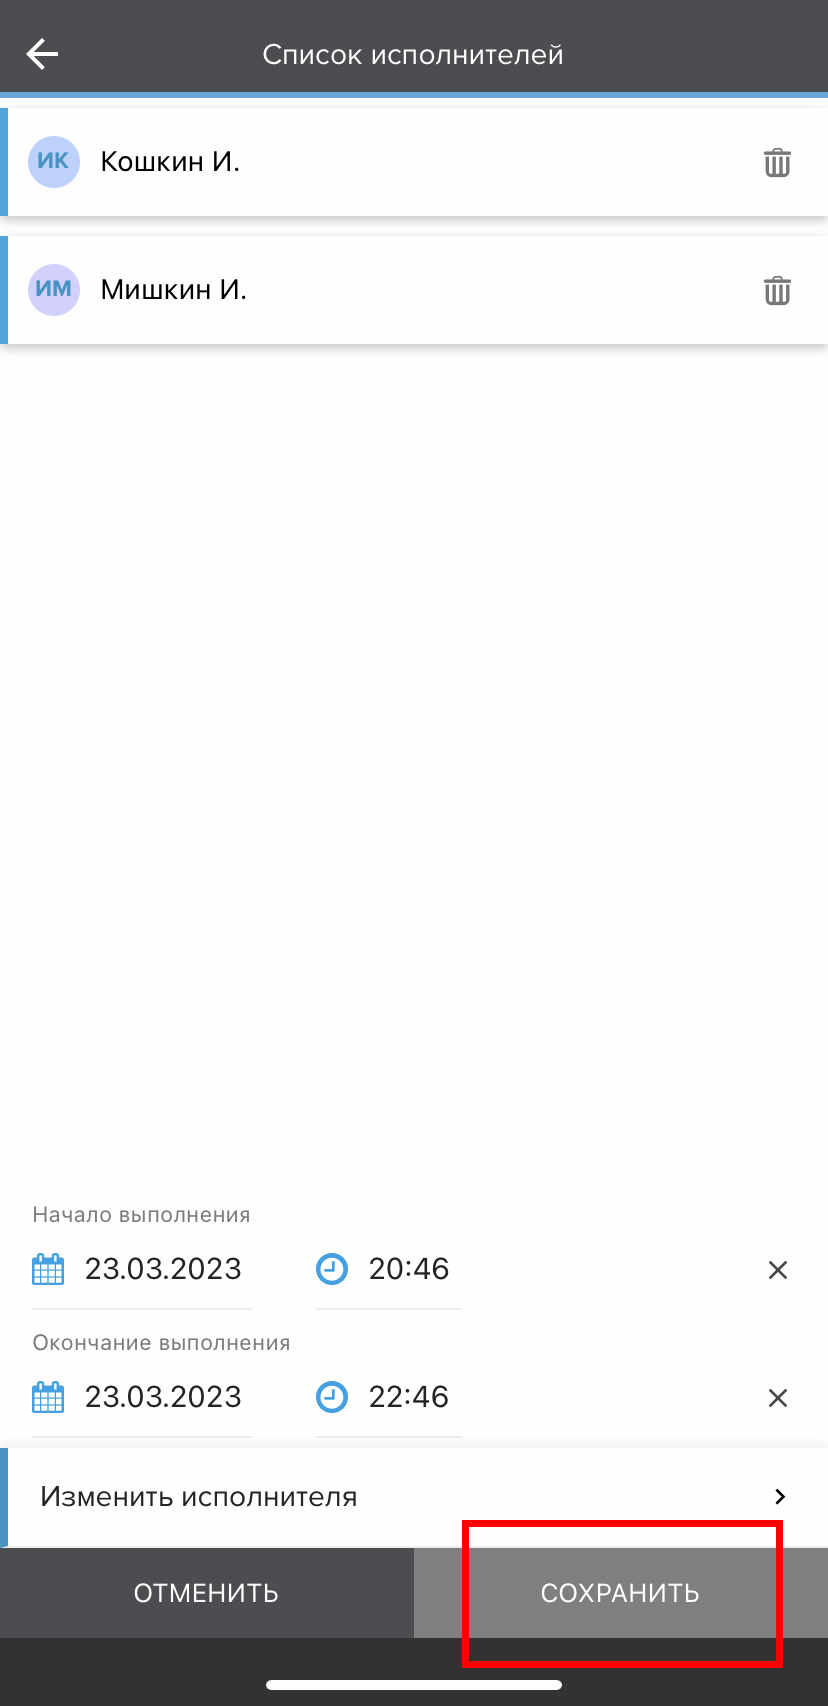 Список исполнителей
ИК Кошкин И.
ИМ Мишкин И.
Начало выполнения
23.03.2023 20:46
Окончание выполнения
23.03.2023 22:46
Изменить исполнителя
ОТМЕНИТЬ СОХРАНИТЬ